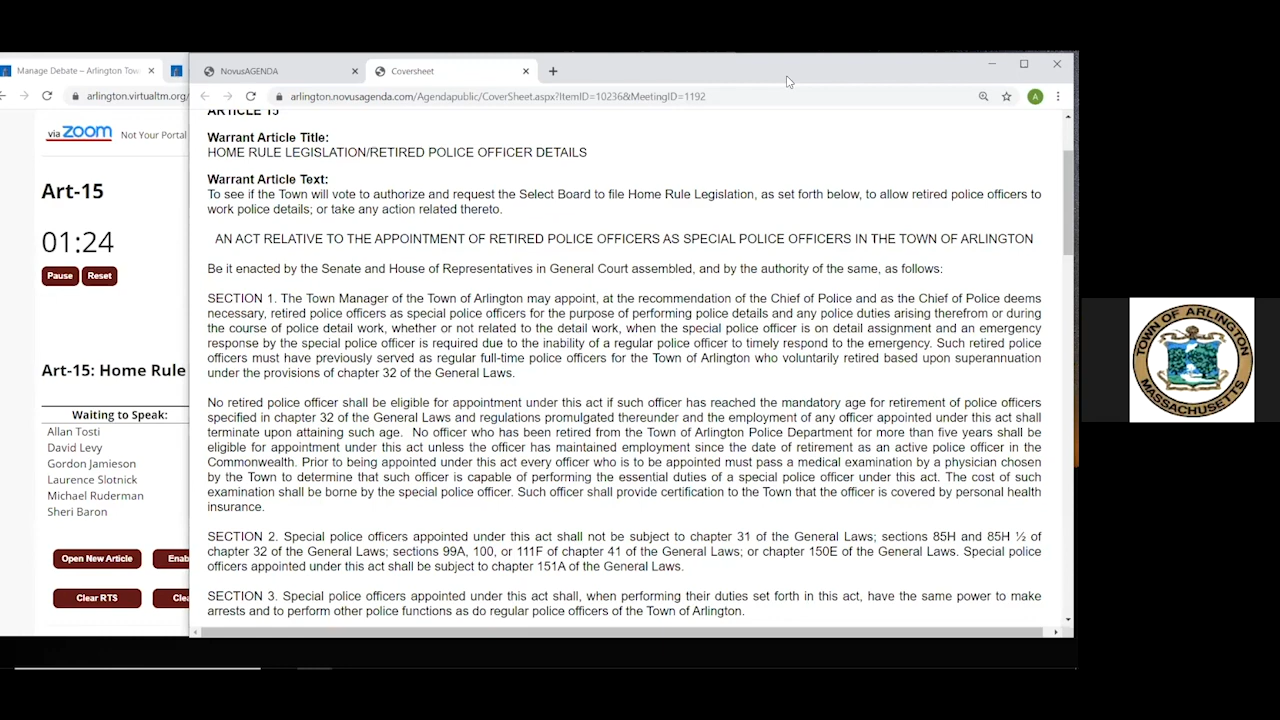 Manage Debate – Arlington Tow
NovusAGENDA
Coversheet
arlington.virtualtm.org/
arlington.novusagenda.com/Agendapublic/CoverSheet.aspx?ItemID=10236&MeetingID=1192
A
via zoom Not Your Portal
Art-15
01:24
Pause Reset
Art-15: Home Rule
Waiting to Speak:
Allan Tosti
David Levy
Gordon Jamieson
Laurence Slotnick
Michael Ruderman
Sheri Baron
Open New Article Enab
Clear RTS Clea
ARTICLE 15
Warrant Article Title:
HOME RULE LEGISLATION/RETIRED POLICE OFFICER DETAILS
Warrant Article Text:
To see if the Town will vote to authorize and request the Select Board to file Home Rule Legislation, as set forth below, to allow retired police officers to
work police details; or take any action related thereto.
AN ACT RELATIVE TO THE APPOINTMENT OF RETIRED POLICE OFFICERS AS SPECIAL POLICE OFFICERS IN THE TOWN OF ARLINGTON
Be it enacted by the Senate and House of Representatives in General Court assembled, and by the authority of the same, as follows:
SECTION 1. The Town Manager of the Town of Arlington may appoint, at the recommendation of the Chief of Police and as the Chief of Police deems
necessary, retired police officers as special police officers for the purpose of performing police details and any police duties arising therefrom or during
the course of police detail work, whether or not related to the detail work, when the special police officer is on detail assignment and an emergency
response by the special police officer is required due to the inability of a regular police officer to timely respond to the emergency. Such retired police
officers must have previously served as regular full-time police officers for the Town of Arlington who voluntarily retired based upon superannuation
under the provisions of chapter 32 of the General Laws.
No retired police officer shall be eligible for appointment under this act if such officer has reached the mandatory age for retirement of police officers
specified in chapter 32 of the General Laws and regulations promulgated thereunder and the employment of any officer appointed under this act shall
terminate upon attaining such age. No officer who has been retired from the Town of Arlington Police Department for more than five years shall be
eligible for appointment under this act unless the officer has maintained employment since the date of retirement as an active police officer in the
Commonwealth. Prior to being appointed under this act every officer who is to be appointed must pass a medical examination by a physician chosen
by the Town to determine that such officer is capable of performing the essential duties of a special police officer under this act. The cost of such
examination shall be borne by the special police officer. Such officer shall provide certification to the Town that the officer is covered by personal health
insurance.
SECTION 2. Special police officers appointed under this act shall not be subject to chapter 31 of the General Laws; sections 85H and 85H ½ of
chapter 32 of the General Laws; sections 99A, 100, or 111F of chapter 41 of the General Laws; or chapter 150E of the General Laws. Special police
officers appointed under this act shall be subject to chapter 151A of the General Laws.
SECTION 3. Special police officers appointed under this act shall, when performing their duties set forth in this act, have the same power to make
arrests and to perform other police functions as do regular police officers of the Town of Arlington.
TOWN OF ARLINGTON
MASSACHUSETTS